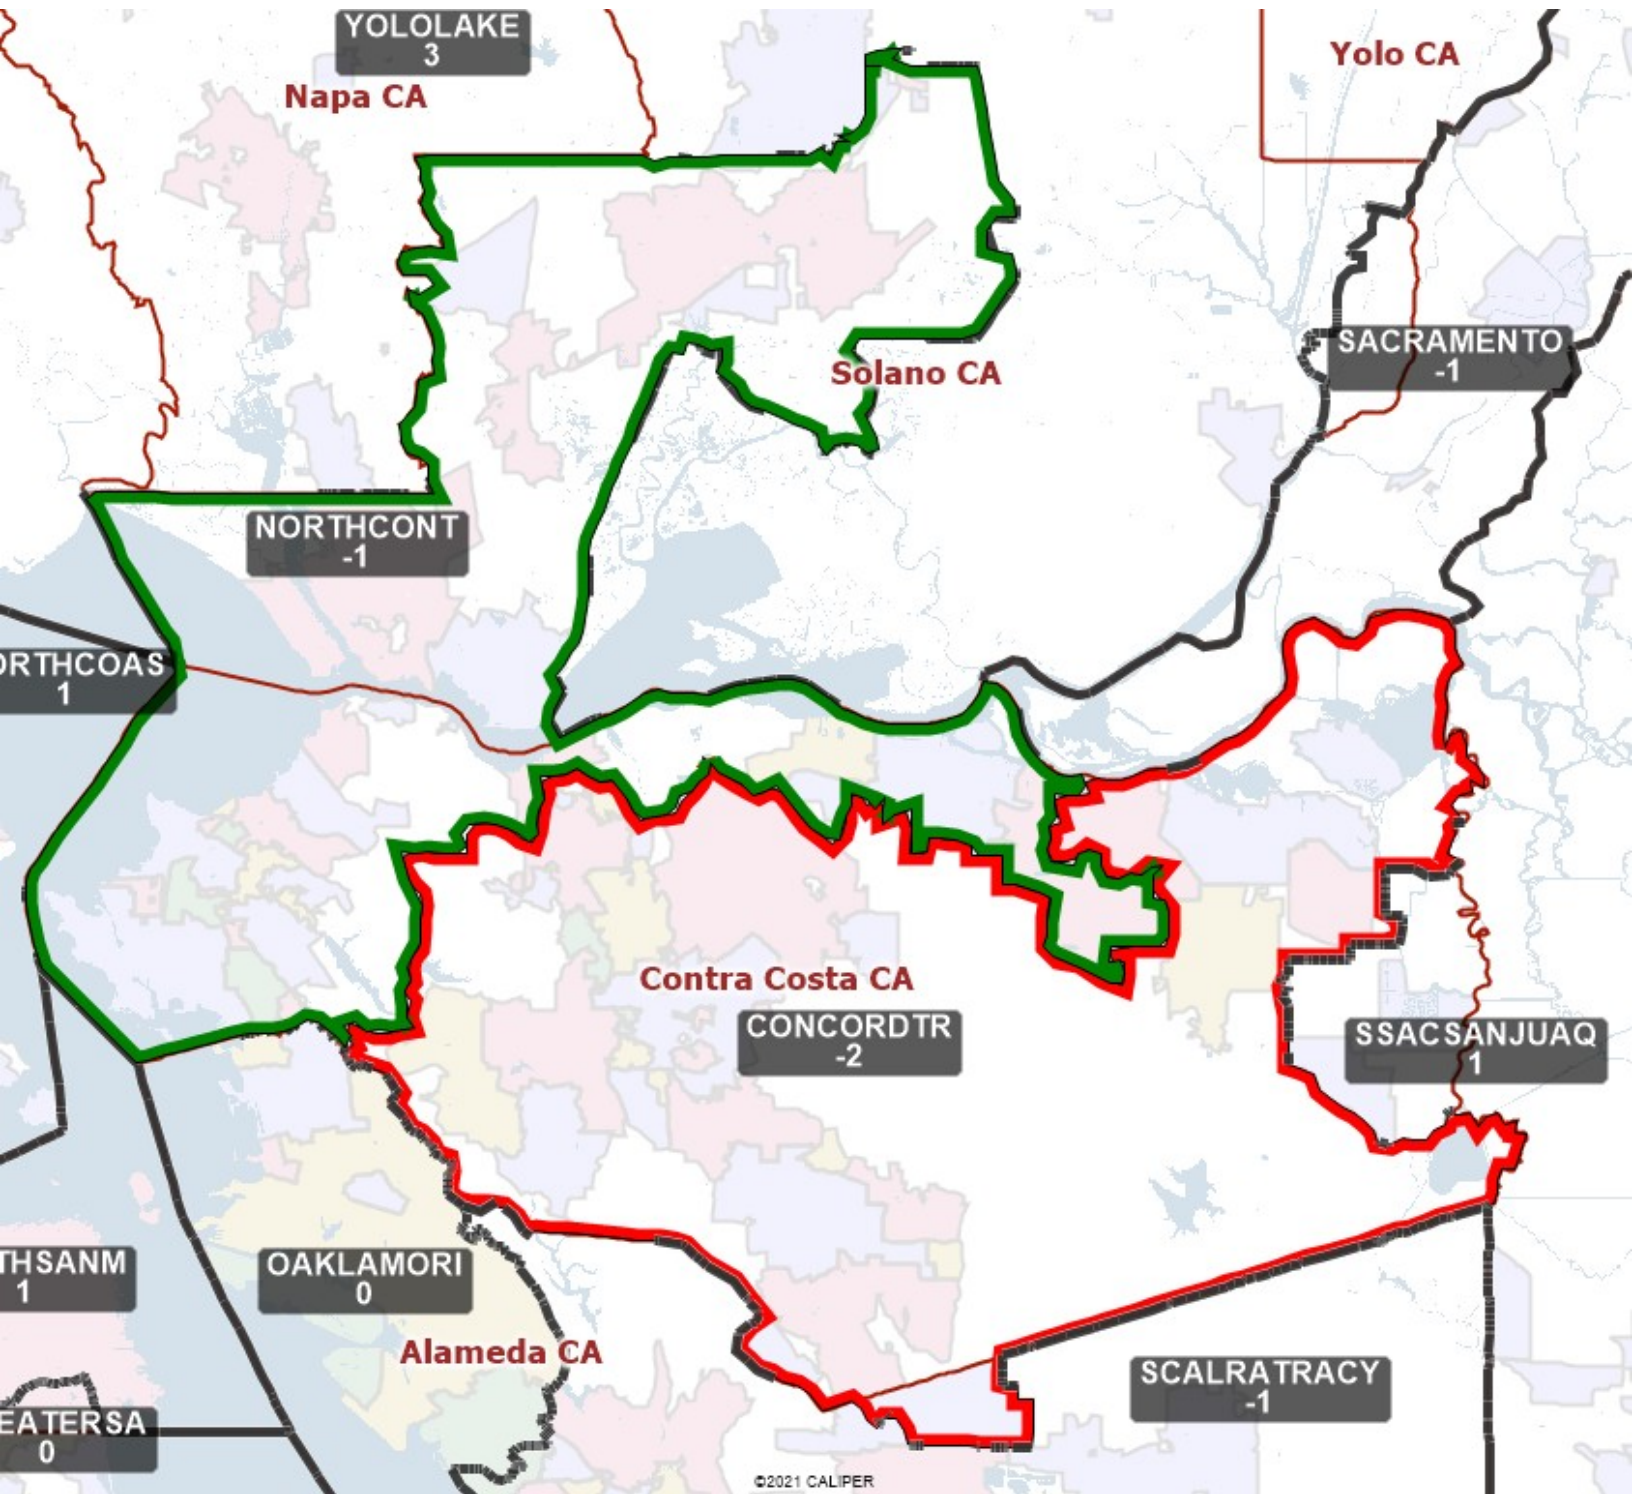 YOLOLAKE
3
Yolo CA
Napa CA
SACRAMENTO
-1
Solano CA
NORTHCONT
-1
ORTHCOAS
1
Contra Costa CA
CONCORDTR
-2
SSACSANJUAQ
1
THSANM
1
OAKLAMORI
0
Alameda CA
SCALRATRACY
-1
EATERSA
0
©2021 CALIPER